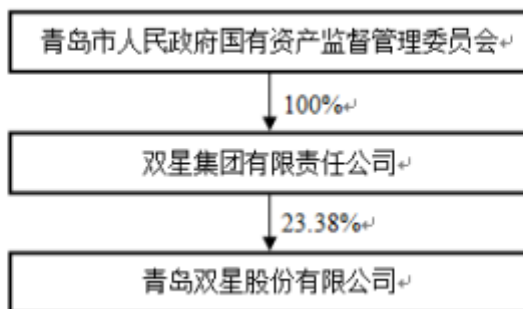 青岛市人民政府国有资产监督管理委员会↵
100%↵
双星集团有限责任公司↵
23.38%↵
青岛双星股份有限公司↵